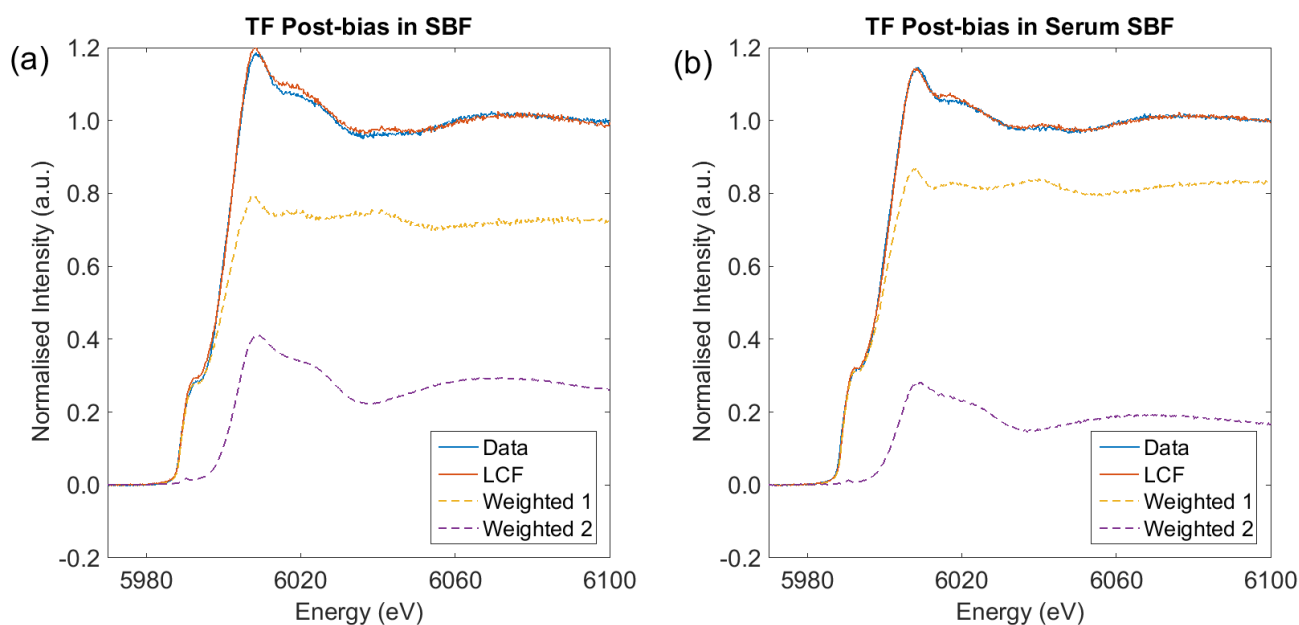 (a)
TF Post-bias in SBF
Normalised Intensity (a.u.)
1.2
1.0
0.8
0.6
0.4
0.2
0.0
-0.2
5980
6020
6060
6100
Energy (eV)
Data
LCF
Weighted 1
Weighted 2
(b)
TF Post-bias in Serum SBF
Normalised Intensity (a.u.)
1.2
1.0
0.8
0.6
0.4
0.2
0.0
-0.2
5980
6020
6060
6100
Energy (eV)
Data
LCF
Weighted 1
Weighted 2